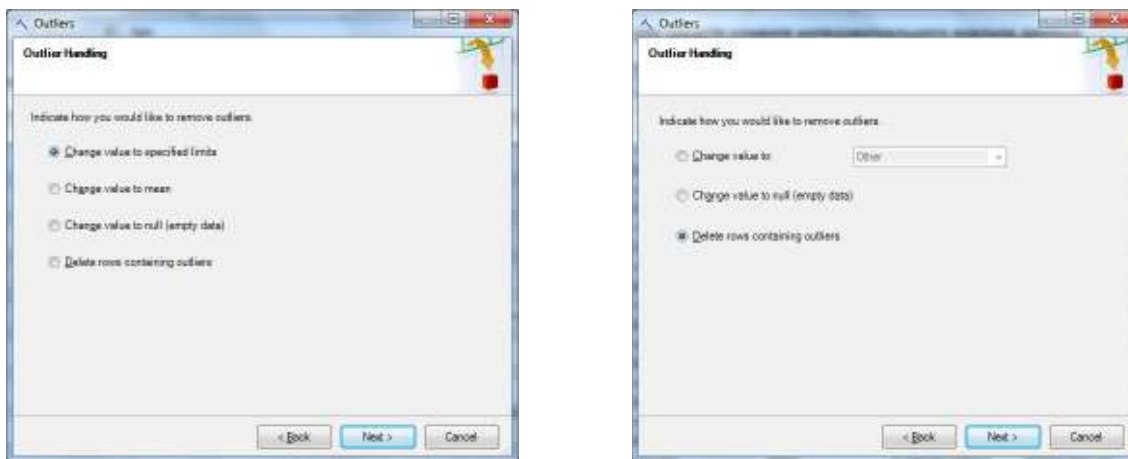 Outliers
Outlier Handling
Indicate how you would like to remove outliers.
Change value to specified limits
Change value to mean
Change value to null (empty data)
Delete rows containing outliers
< Back
Next >
Cancel
Outliers
Outlier Handling
Indicate how you would like to remove outliers.
Change value to:
Other
Change value to null (empty data)
Delete rows containing outliers
< Back
Next >
Cancel